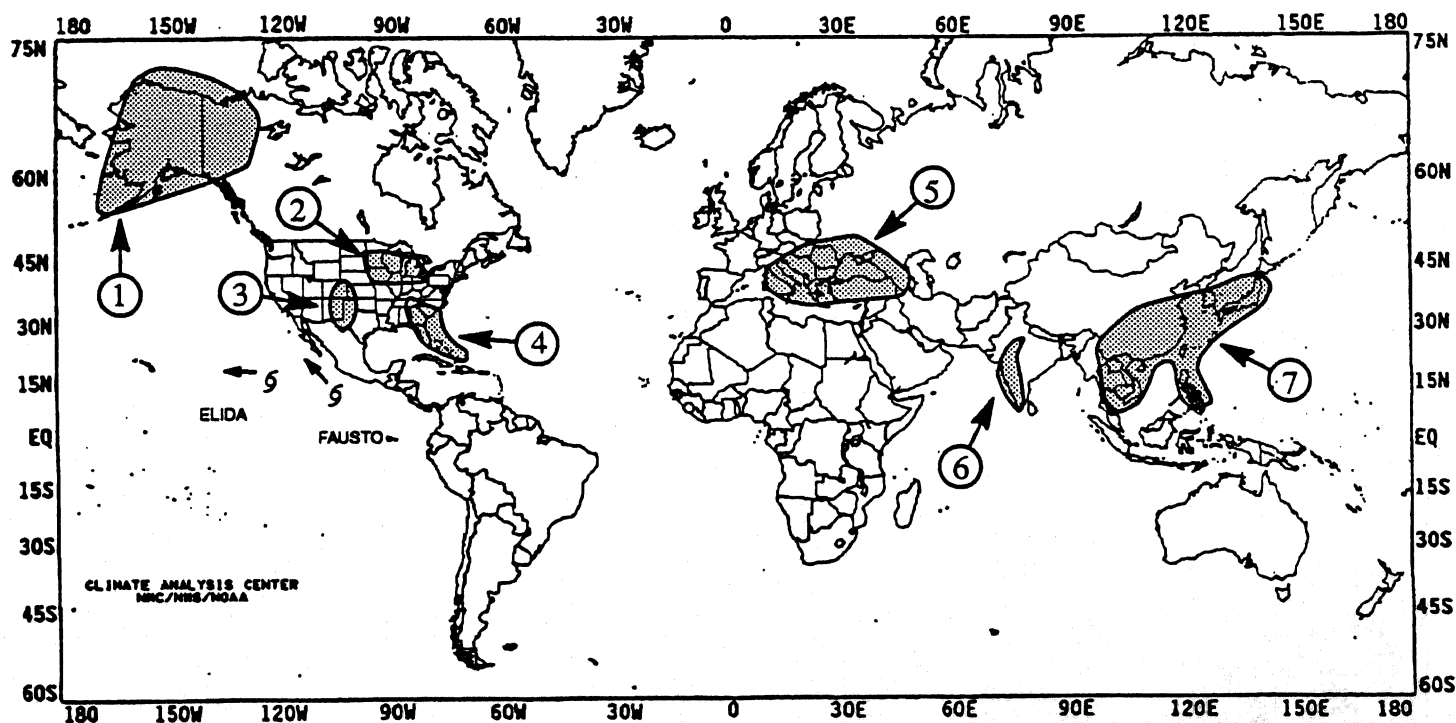 180 150W 120W 90W 60W 30W 0 30E 60E 90E 120E 150E 180
75N 75N
60N 60N
5
2
45N 45N
1
3
30N 30N
4
7
15N 15N
ELIDA
FAUSTO
EQ EQ
6
15S 15S
30S 30S
CLIMATE ANALYSIS CENTER
NMC/NWS/NOAA
45S 45S
60S 60S
180 150W 120W 90W 60W 30W 0 30E 60E 90E 120E 150E 180